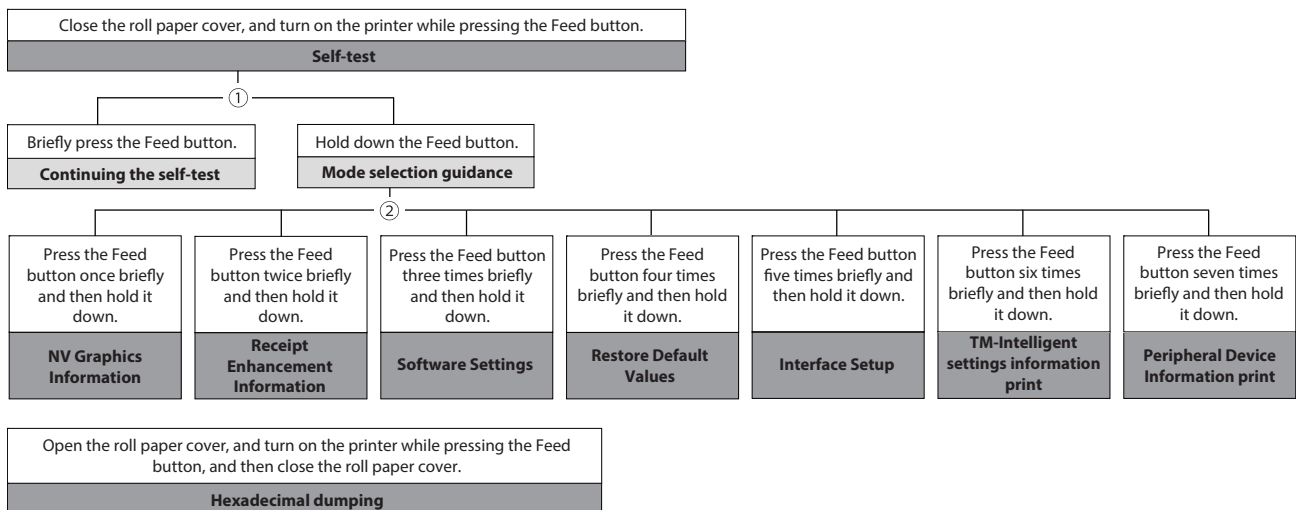 Close the roll paper cover, and turn on the printer while pressing the Feed button.
Self-test
①
Briefly press the Feed button.
Continuing the self-test
Hold down the Feed button.
Mode selection guidance
②
Press the Feed
button once briefly
and then hold it
down.
NV Graphics
Information
Press the Feed
button twice briefly
and then hold it
down.
Receipt
Enhancement
Information
Press the Feed button
three times briefly
and then hold it
down.
Software Settings
Press the Feed
button four times
briefly and then hold
it down.
Restore Default
Values
Press the Feed button
five times briefly and
then hold it down.
Interface Setup
Press the Feed
button six times
briefly and then hold
it down.
TM-Intelligent
settings information
print
Press the Feed
button seven times
briefly and then hold
it down.
Peripheral Device
Information print
Open the roll paper cover, and turn on the printer while pressing the Feed
button, and then close the roll paper cover.
Hexadecimal dumping